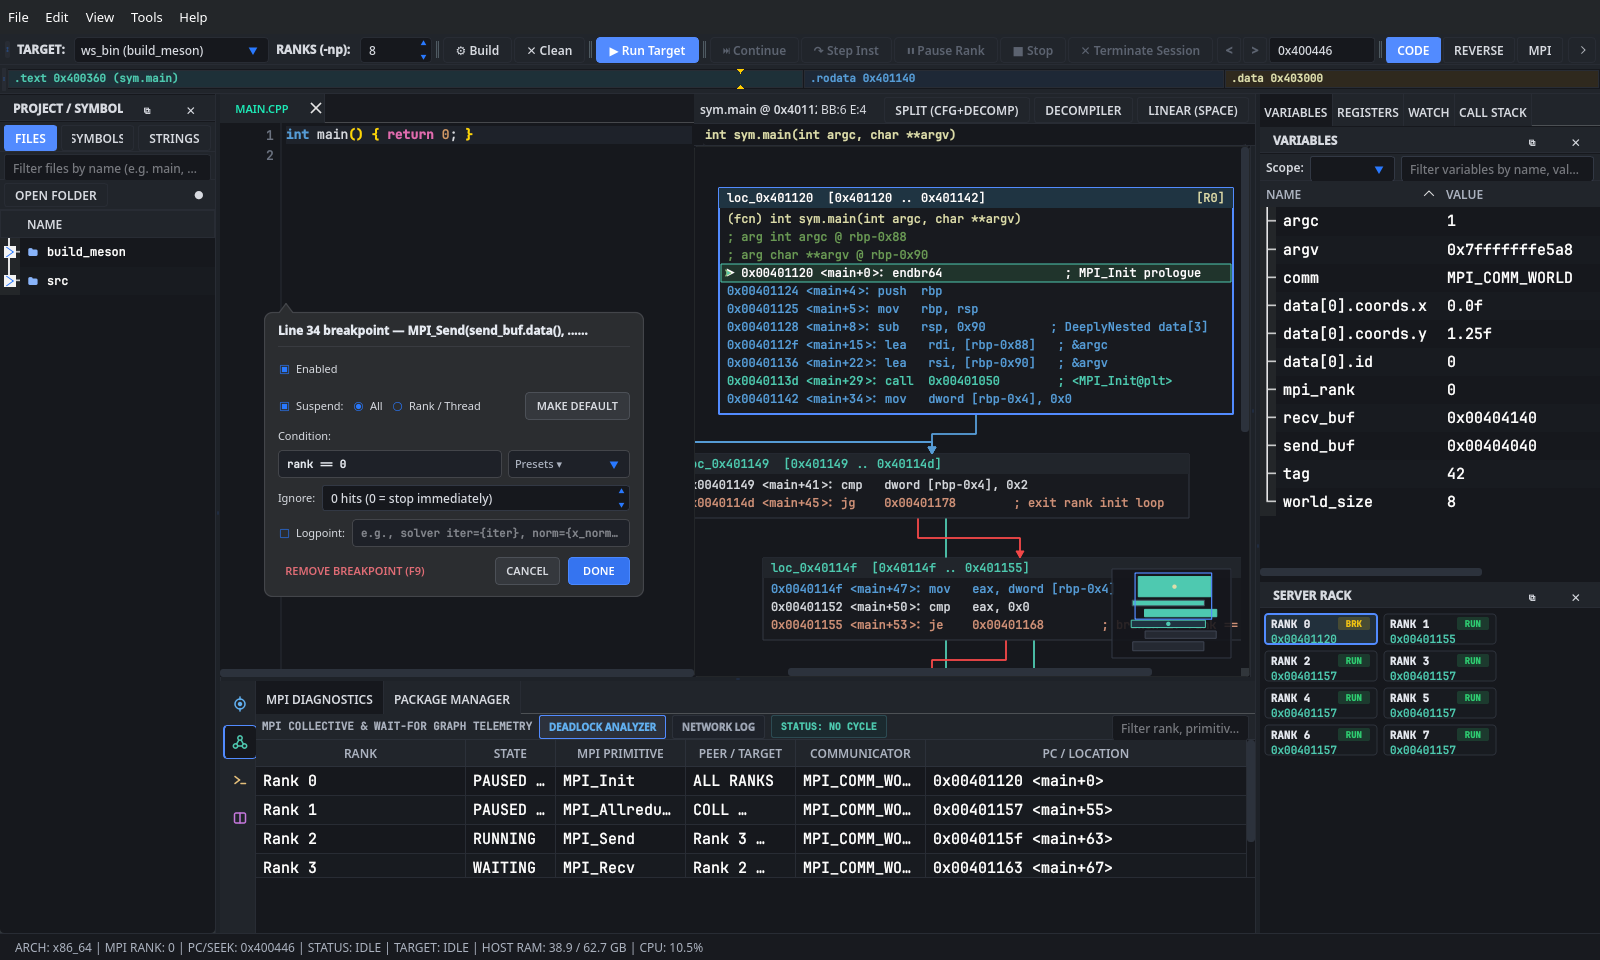 File Edit View Tools Help
TARGET: ws_bin (build_meson) RANKS (-np): 8 Build Clean Run Target Continue Step Inst Pause Rank Stop Terminate Session < > 0x400446 CODE REVERSE MPI
.text 0x400360 (sym.main) .rodata 0x401140 .data 0x403000
PROJECT / SYMBOL
FILES SYMBOLS STRINGS
Filter files by name (e.g. main, ...
OPEN FOLDER
NAME
build_meson
src
MAIN.CPP
1 int main() { return 0; }
2
Line 34 breakpoint — MPI_Send(send_buf.data(), ......
Enabled
Suspend: All Rank / Thread MAKE DEFAULT
Condition:
rank == 0 Presets ▾
Ignore: 0 hits (0 = stop immediately)
Logpoint: e.g., solver iter={iter}, norm={x_norm…
REMOVE BREAKPOINT (F9) CANCEL DONE
sym.main @ 0x4011 BB:6 E:4 SPLIT (CFG+DECOMP) DECOMPILER LINEAR (SPACE)
int sym.main(int argc, char **argv)
loc_0x401120 [0x401120 .. 0x401142] [R0]
(fcn) int sym.main(int argc, char **argv)
; arg int argc @ rbp-0x88
; arg char **argv @ rbp-0x90
0x00401120 <main+0>: endbr64 ; MPI_Init prologue
0x00401124 <main+4>: push rbp
0x00401125 <main+5>: mov rbp, rsp
0x00401128 <main+8>: sub rsp, 0x90 ; DeeplyNested data[3]
0x0040112f <main+15>: lea rdi, [rbp-0x88] ; &argc
0x00401136 <main+22>: lea rsi, [rbp-0x90] ; &argv
0x0040113d <main+29>: call 0x00401050 ; <MPI_Init@plt>
0x00401142 <main+34>: mov dword [rbp-0x4], 0x0
oc_0x401149 [0x401149 .. 0x40114d]
x00401149 <main+41>: cmp dword [rbp-0x4], 0x2
x0040114d <main+45>: jg 0x00401178 ; exit rank init loop
loc_0x40114f [0x40114f .. 0x401155]
0x0040114f <main+47>: mov eax, dword [rbp-0x4]
0x00401152 <main+50>: cmp eax, 0x0
0x00401155 <main+53>: je 0x00401168 ; ==
VARIABLES REGISTERS WATCH CALL STACK
VARIABLES
Scope: Filter variables by name, val...
NAME VALUE
argc 1
argv 0x7fffffffe5a8
comm MPI_COMM_WORLD
data[0].coords.x 0.0f
data[0].coords.y 1.25f
data[0].id 0
mpi_rank 0
recv_buf 0x00404140
send_buf 0x00404040
tag 42
world_size 8
SERVER RACK
RANK 0 BRK RANK 1 RUN
0x00401120 0x00401155
RANK 2 RUN RANK 3 RUN
0x00401157 0x00401157
RANK 4 RUN RANK 5 RUN
0x00401157 0x00401157
RANK 6 RUN RANK 7 RUN
0x00401157 0x00401157
MPI DIAGNOSTICS PACKAGE MANAGER
MPI COLLECTIVE & WAIT-FOR GRAPH TELEMETRY DEADLOCK ANALYZER NETWORK LOG STATUS: NO CYCLE Filter rank, primitiv...
RANK STATE MPI PRIMITIVE PEER / TARGET COMMUNICATOR PC / LOCATION
Rank 0 PAUSED … MPI_Init ALL RANKS MPI_COMM_WO… 0x00401120 <main+0>
Rank 1 PAUSED … MPI_Allredu… COLL … MPI_COMM_WO… 0x00401157 <main+55>
Rank 2 RUNNING MPI_Send Rank 3 … MPI_COMM_WO… 0x0040115f <main+63>
Rank 3 WAITING MPI_Recv Rank 2 … MPI_COMM_WO… 0x00401163 <main+67>
ARCH: x86_64 | MPI RANK: 0 | PC/SEEK: 0x400446 | STATUS: IDLE | TARGET: IDLE | HOST RAM: 38.9 / 62.7 GB | CPU: 10.5%